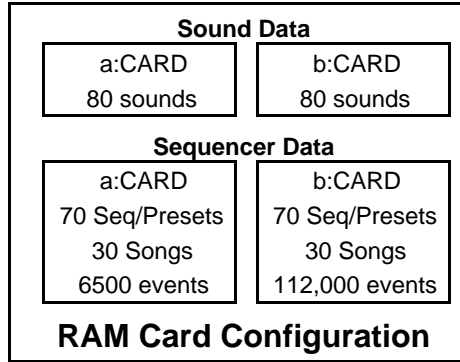 Sound Data
a:CARD
80 sounds
b:CARD
80 sounds
Sequencer Data
a:CARD
70 Seq/Presets
30 Songs
6500 events
b:CARD
70 Seq/Presets
30 Songs
112,000 events
RAM Card Configuration